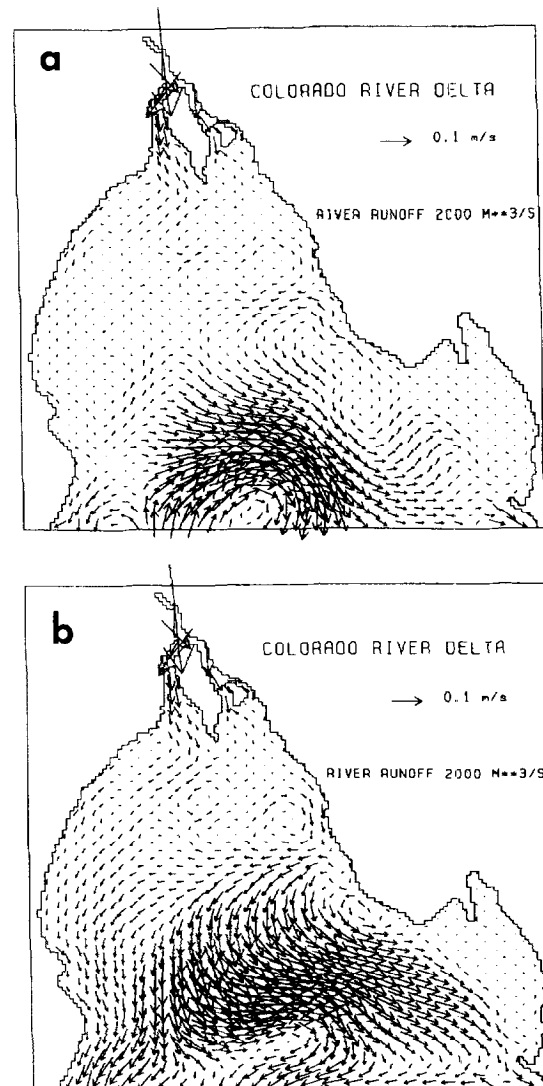 a
COLORADO RIVER DELTA
0.1 m/s
RIVER RUNOFF 2000 M**3/S
b
COLORADO RIVER DELTA
0.1 m/s
RIVER RUNOFF 2000 M**3/S